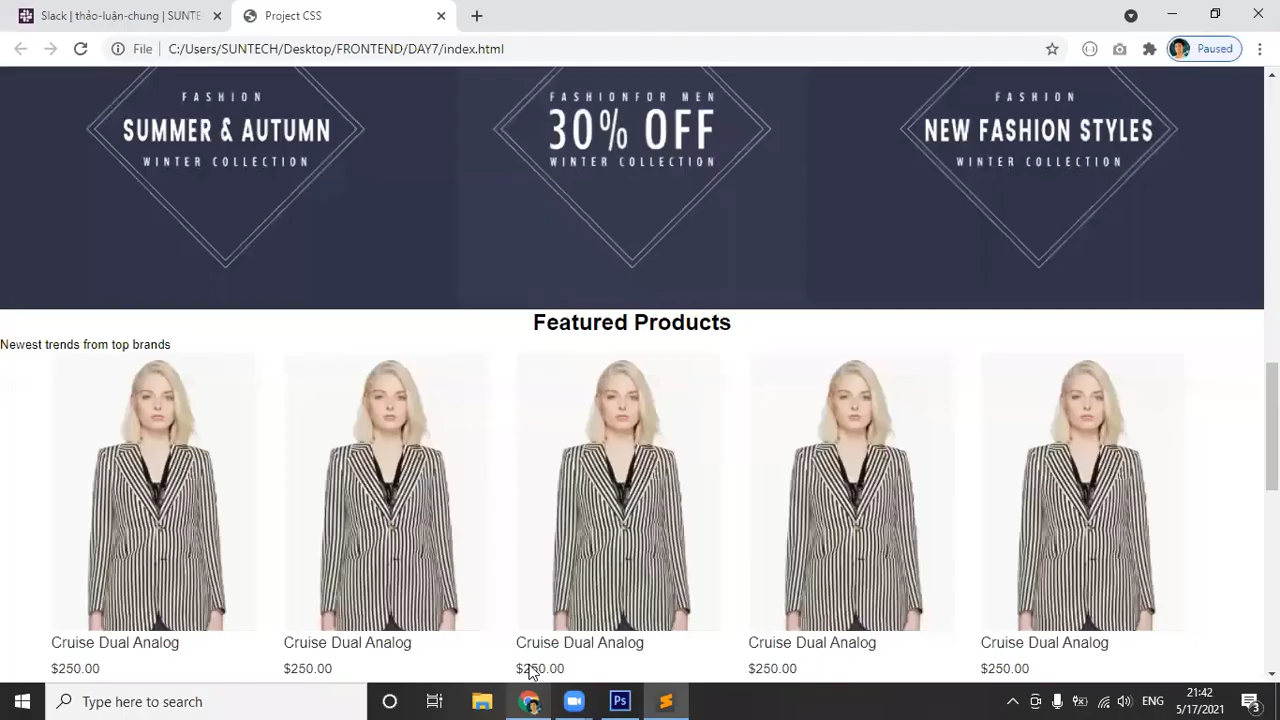 Slack | thảo-luận-chung | SUNTE
Project CSS
File
C:/Users/SUNTECH/Desktop/FRONTEND/DAY7/index.html
Paused
FASHION
SUMMER & AUTUMN
WINTER COLLECTION
FASHIONFOR MEN
30% OFF
WINTER COLLECTION
FASHION
NEW FASHION STYLES
WINTER COLLECTION
Featured Products
Newest trends from top brands
Cruise Dual Analog
$250.00
Cruise Dual Analog
$250.00
Cruise Dual Analog
$250.00
Cruise Dual Analog
$250.00
Cruise Dual Analog
$250.00
Type here to search
Ps
ENG
21:42
5/17/2021
3